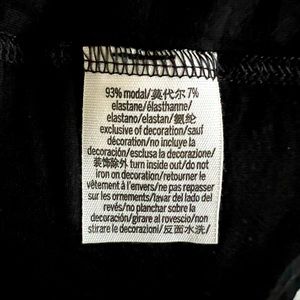 93% modal/莫代尔 7%
elastane/élasthanne/
elastano/elastan/氨纶
exclusive of decoration/sauf
décoration/no incluye la
decoración/esclusa la decorazione/
装饰除外 turn inside out/do not
iron on decoration/retourner le
vêtement à l'envers/ne pas repasser
sur les ornements/lavar del lado del
revés/no planchar sobre la
decoración/girare al rovescio/non
stirare le decorazioni/反面水洗/